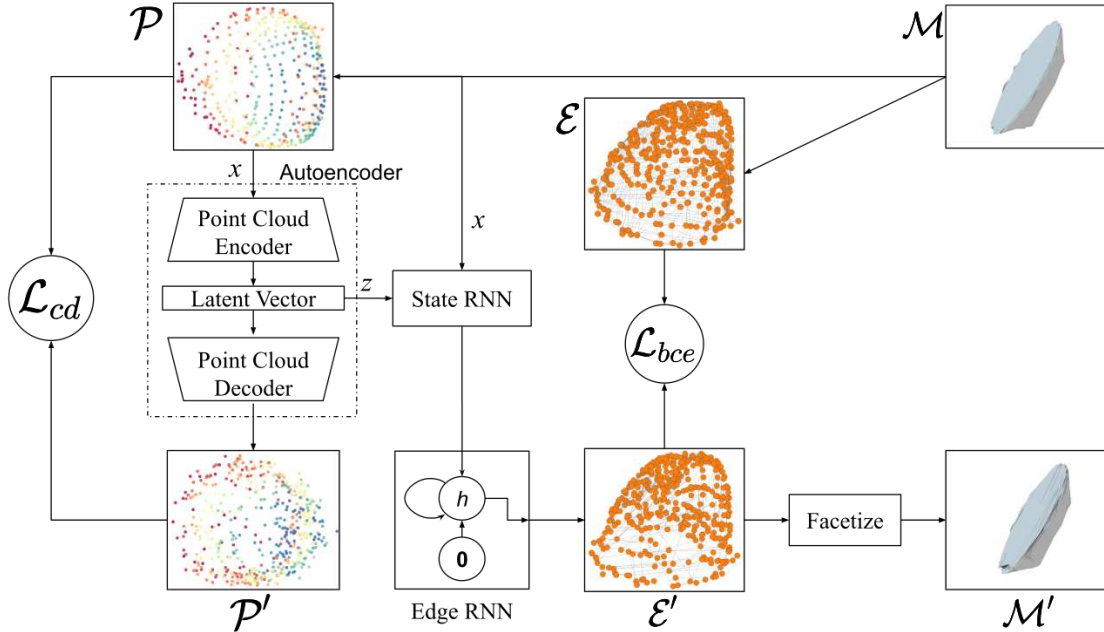 𝒫
ℳ
ℰ
x
Autoencoder
Point Cloud
Encoder
x
Latent Vector
z
State RNN
ℒcd
ℒbce
Point Cloud
Decoder
h
0
Facetize
Edge RNN
𝒫′
ℰ′
ℳ′